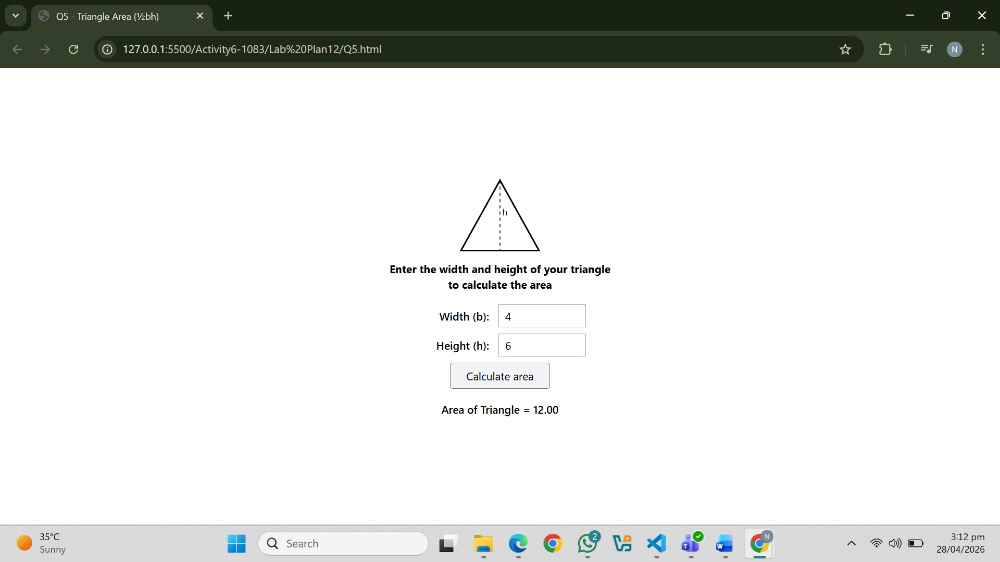 Q5 - Triangle Area (½bh)
127.0.0.1:5500/Activity6-1083/Lab%20Plan12/Q5.html
N
h
Enter the width and height of your triangle
to calculate the area
Width (b): 4
Height (h): 6
Calculate area
Area of Triangle = 12.00
35°C
Sunny
Search
2
T
W
N
3:12 pm
28/04/2026